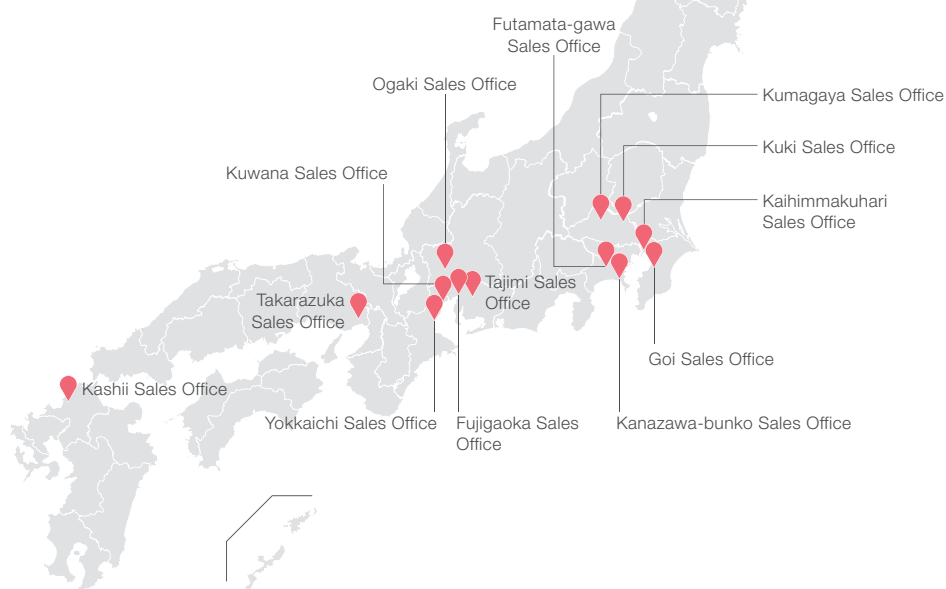 Futamata-gawa
Sales Office
Ogaki Sales Office
Kumagaya Sales Office
Kuki Sales Office
Kuwana Sales Office
Kaihimmakuhari
Sales Office
Tajimi Sales
Office
Takarazuka
Sales Office
Goi Sales Office
Kashii Sales Office
Yokkaichi Sales Office
Fujigaoka Sales
Office
Kanazawa-bunko Sales Office